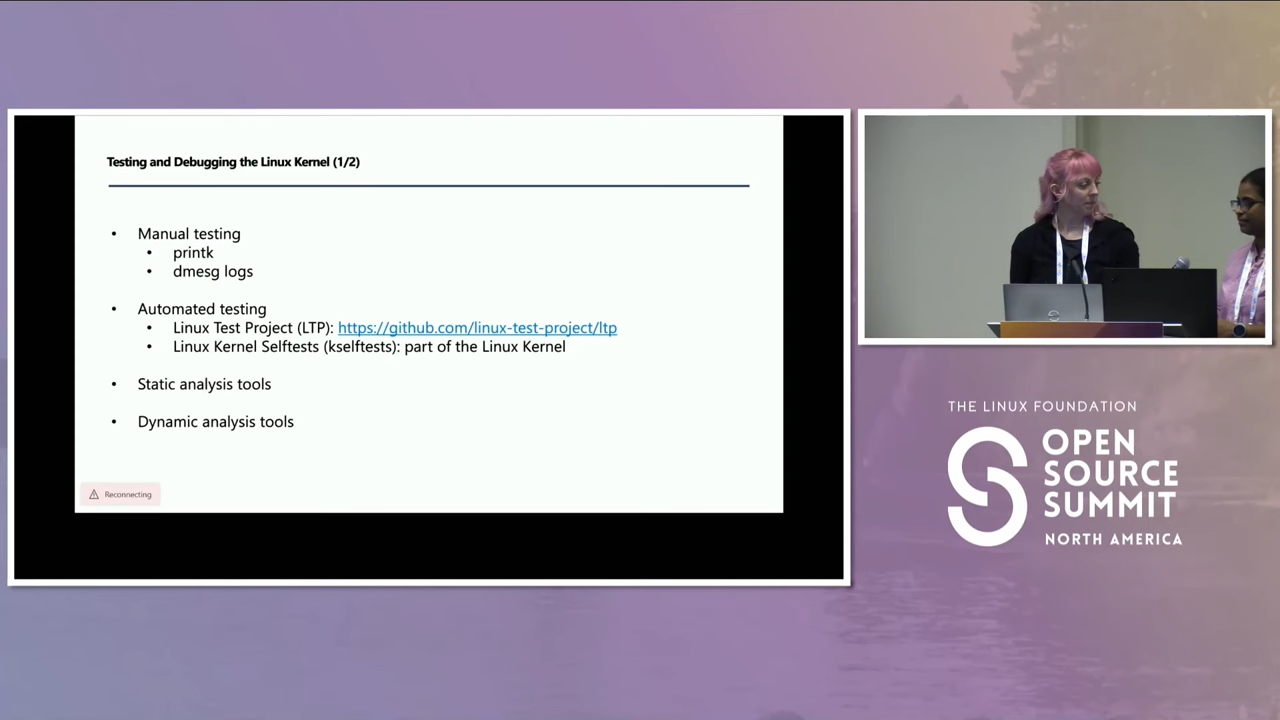 Testing and Debugging the Linux Kernel (1/2)
• Manual testing
• printk
• dmesg logs
• Automated testing
• Linux Test Project (LTP): https://github.com/linux-test-project/ltp
• Linux Kernel Selftests (kselftests): part of the Linux Kernel
• Static analysis tools
• Dynamic analysis tools
Reconnecting
THE LINUX FOUNDATION
OPEN
SOURCE
SUMMIT
NORTH AMERICA